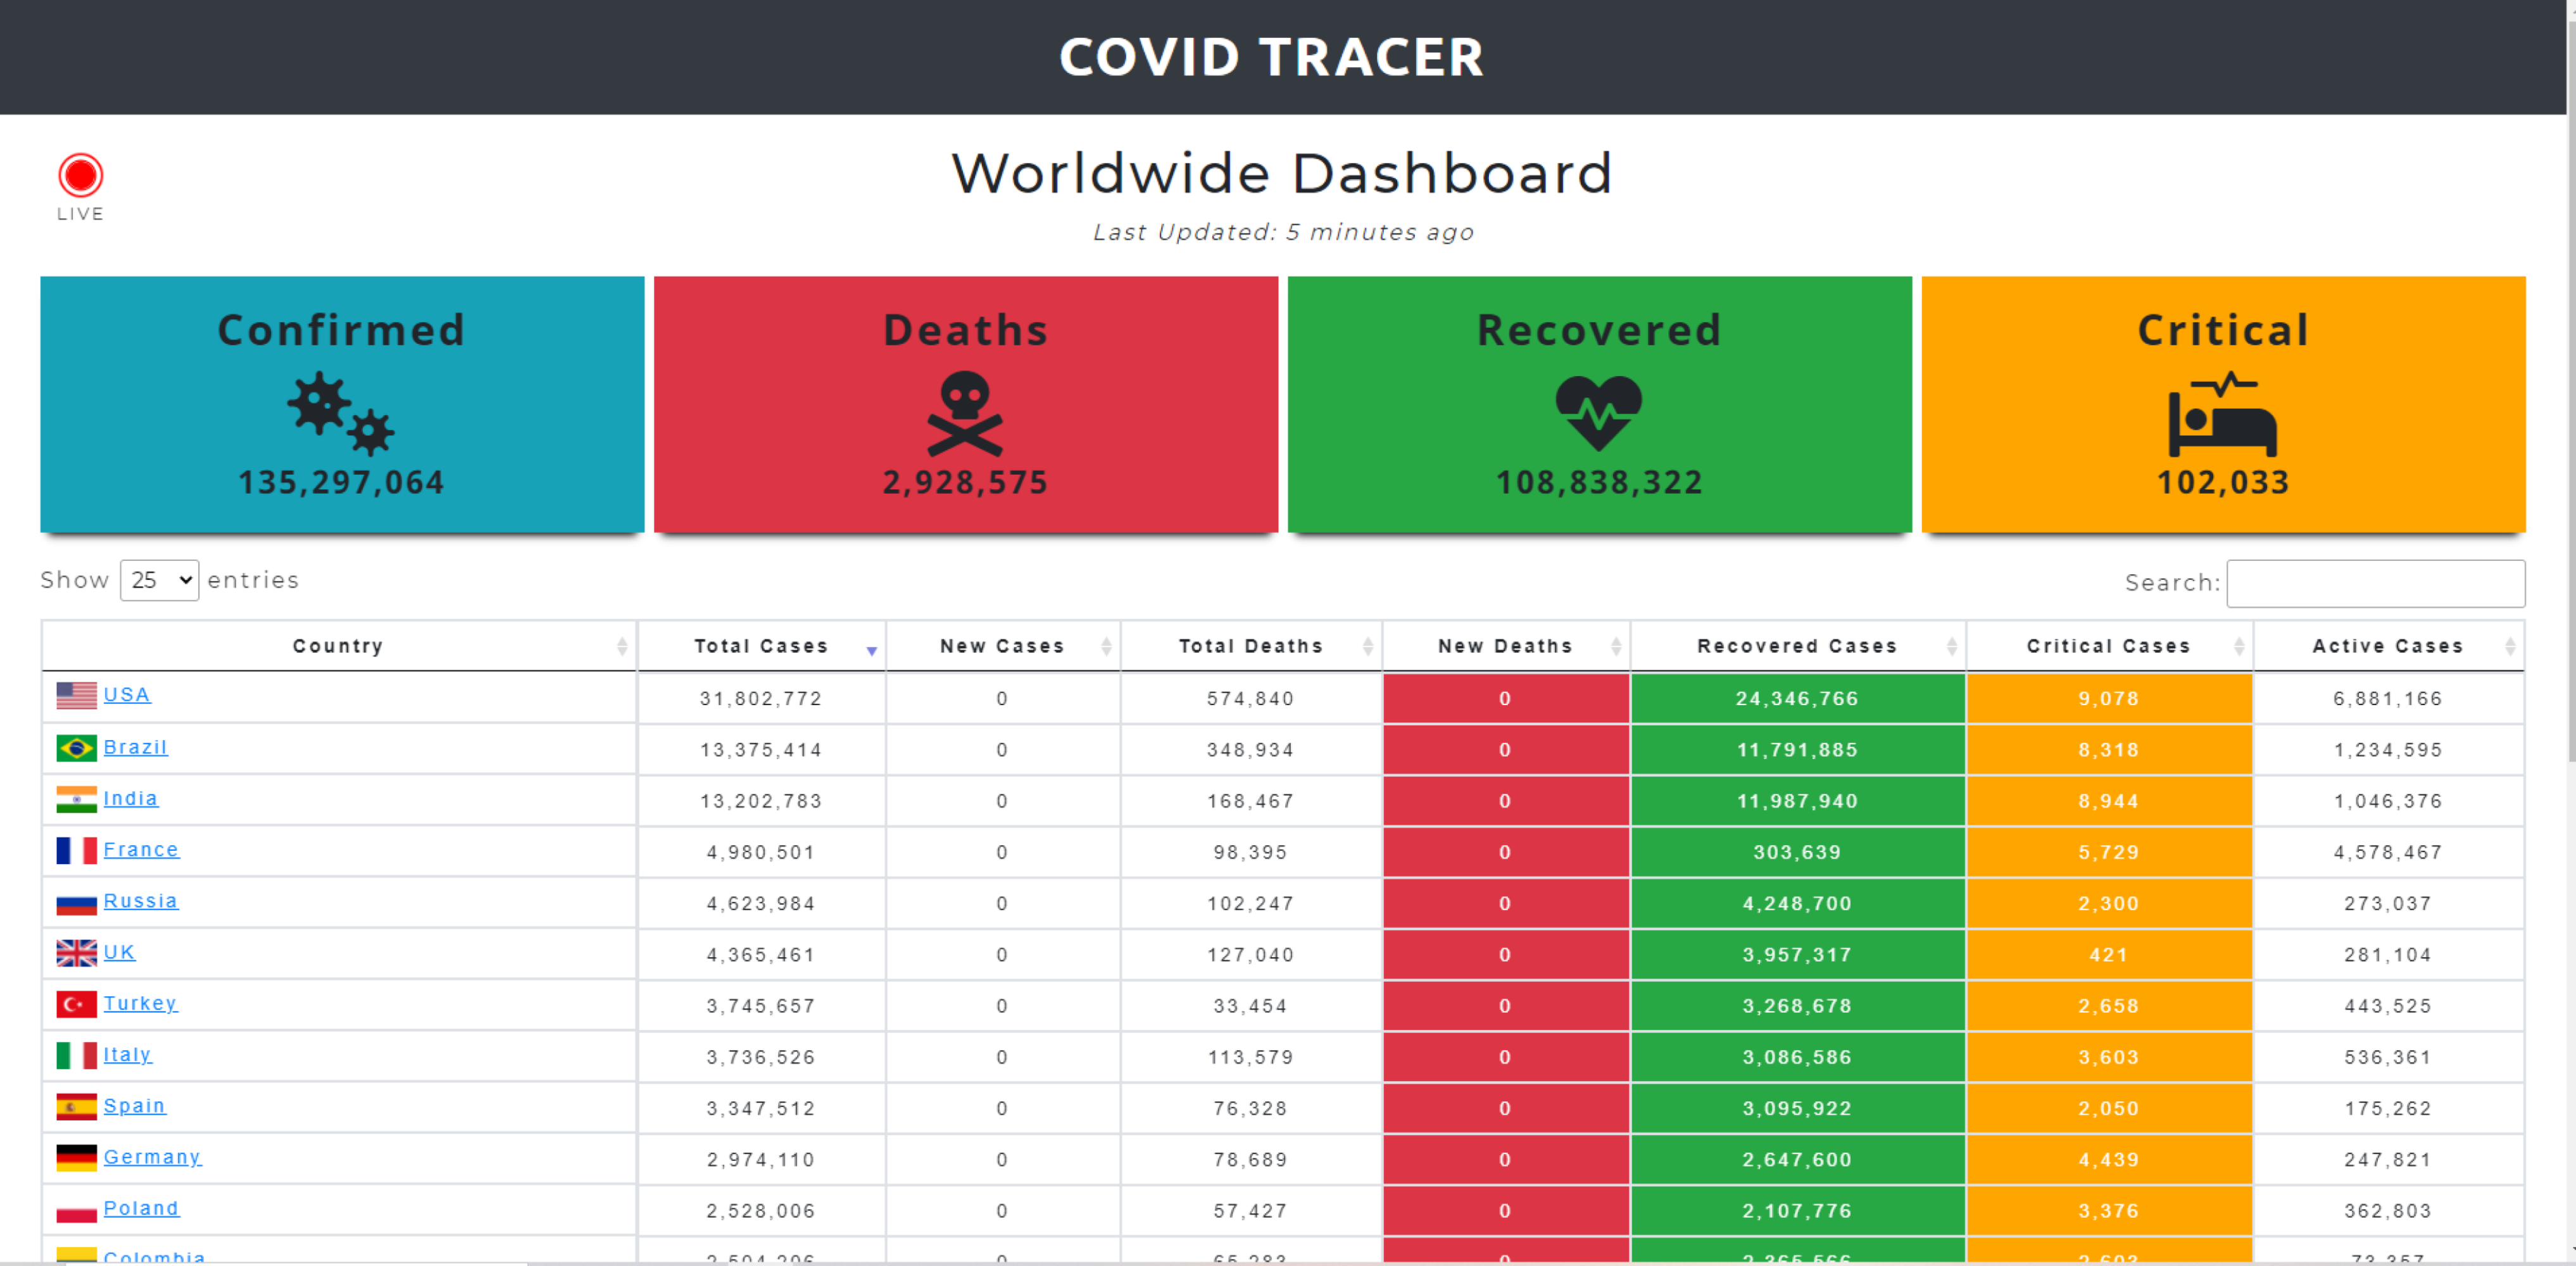 COVID TRACER
LIVE
Worldwide Dashboard
Last Updated: 5 minutes ago
Confirmed Deaths Recovered Critical
135,297,064 2,928,575 108,838,322 102,033
Show 25 entries Search:
Country Total Cases New Cases Total Deaths New Deaths Recovered Cases Critical Cases Active Cases
USA 31,802,772 0 574,840 0 24,346,766 9,078 6,881,166
Brazil 13,375,414 0 348,934 0 11,791,885 8,318 1,234,595
India 13,202,783 0 168,467 0 11,987,940 8,944 1,046,376
France 4,980,501 0 98,395 0 303,639 5,729 4,578,467
Russia 4,623,984 0 102,247 0 4,248,700 2,300 273,037
UK 4,365,461 0 127,040 0 3,957,317 421 281,104
Turkey 3,745,657 0 33,454 0 3,268,678 2,658 443,525
Italy 3,736,526 0 113,579 0 3,086,586 3,603 536,361
Spain 3,347,512 0 76,328 0 3,095,922 2,050 175,262
Germany 2,974,110 0 78,689 0 2,647,600 4,439 247,821
Poland 2,528,006 0 57,427 0 2,107,776 3,376 362,803
Colombia 0 0